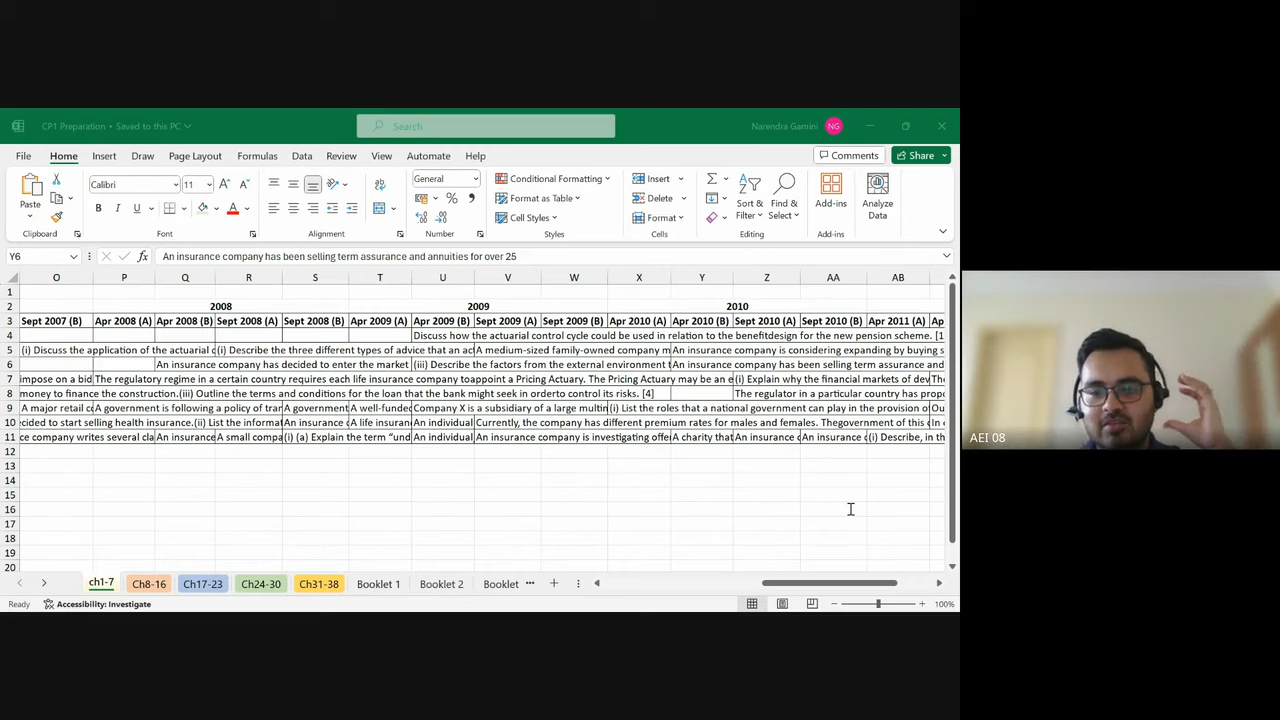 CP1 Preparation • Saved to this PC
Search
Narendra Gamini NG
File Home Insert Draw Page Layout Formulas Data Review View Automate Help
Comments Share
Paste
Calibri 11
B I U
General
Conditional Formatting
Format as Table
Cell Styles
Insert
Delete
Format
Sort & Filter
Find & Select
Add-ins
Analyze Data
Clipboard Font Alignment Number Styles Cells Editing Add-ins
Y6 fx An insurance company has been selling term assurance and annuities for over 25
O P Q R S T U V W X Y Z AA AB
1
2 2008 2009 2010
3 Sept 2007 (B) Apr 2008 (A) Apr 2008 (B) Sept 2008 (A) Sept 2008 (B) Apr 2009 (A) Apr 2009 (B) Sept 2009 (A) Sept 2009 (B) Apr 2010 (A) Apr 2010 (B) Sept 2010 (A) Sept 2010 (B) Apr 2011 (A) Ap
4 Discuss how the actuarial control cycle could be used in relation to the benefitdesign for the new pension scheme. [1
5 (i) Discuss the application of the actuarial c (i) Describe the three different types of advice that an ac A medium-sized family-owned company m An insurance company is considering expanding by buying s
6 An insurance company has decided to enter the market (iii) Describe the factors from the external environment t An insurance company has been selling term assurance and
7 impose on a bid The regulatory regime in a certain country requires each life insurance company toappoint a Pricing Actuary. The Pricing Actuary may be an e (i) Explain why the financial markets of dev The
8 money to finance the construction.(iii) Outline the terms and conditions for the loan that the bank might seek in orderto control its risks. [4] The regulator in a particular country has propo
9 A major retail co A government is following a policy of tran A government A well-funded Company X is a subsidiary of a large multin (i) List the roles that a national government can play in the provision o Ou
10 cided to start selling health insurance.(ii) List the informat An insurance c A life insuran An individual Currently, the company has different premium rates for males and females. Thegovernment of this c In e
11 ce company writes several cla An insurance A small compa (i) (a) Explain the term “und An individual An insurance company is investigating offe A charity that An insurance c An insurance c (i) Describe, in th
12
13
14
15
16
17
18
19
20
ch1-7 Ch8-16 Ch17-23 Ch24-30 Ch31-38 Booklet 1 Booklet 2 Booklet
Ready Accessibility: Investigate 100%
AEI 08